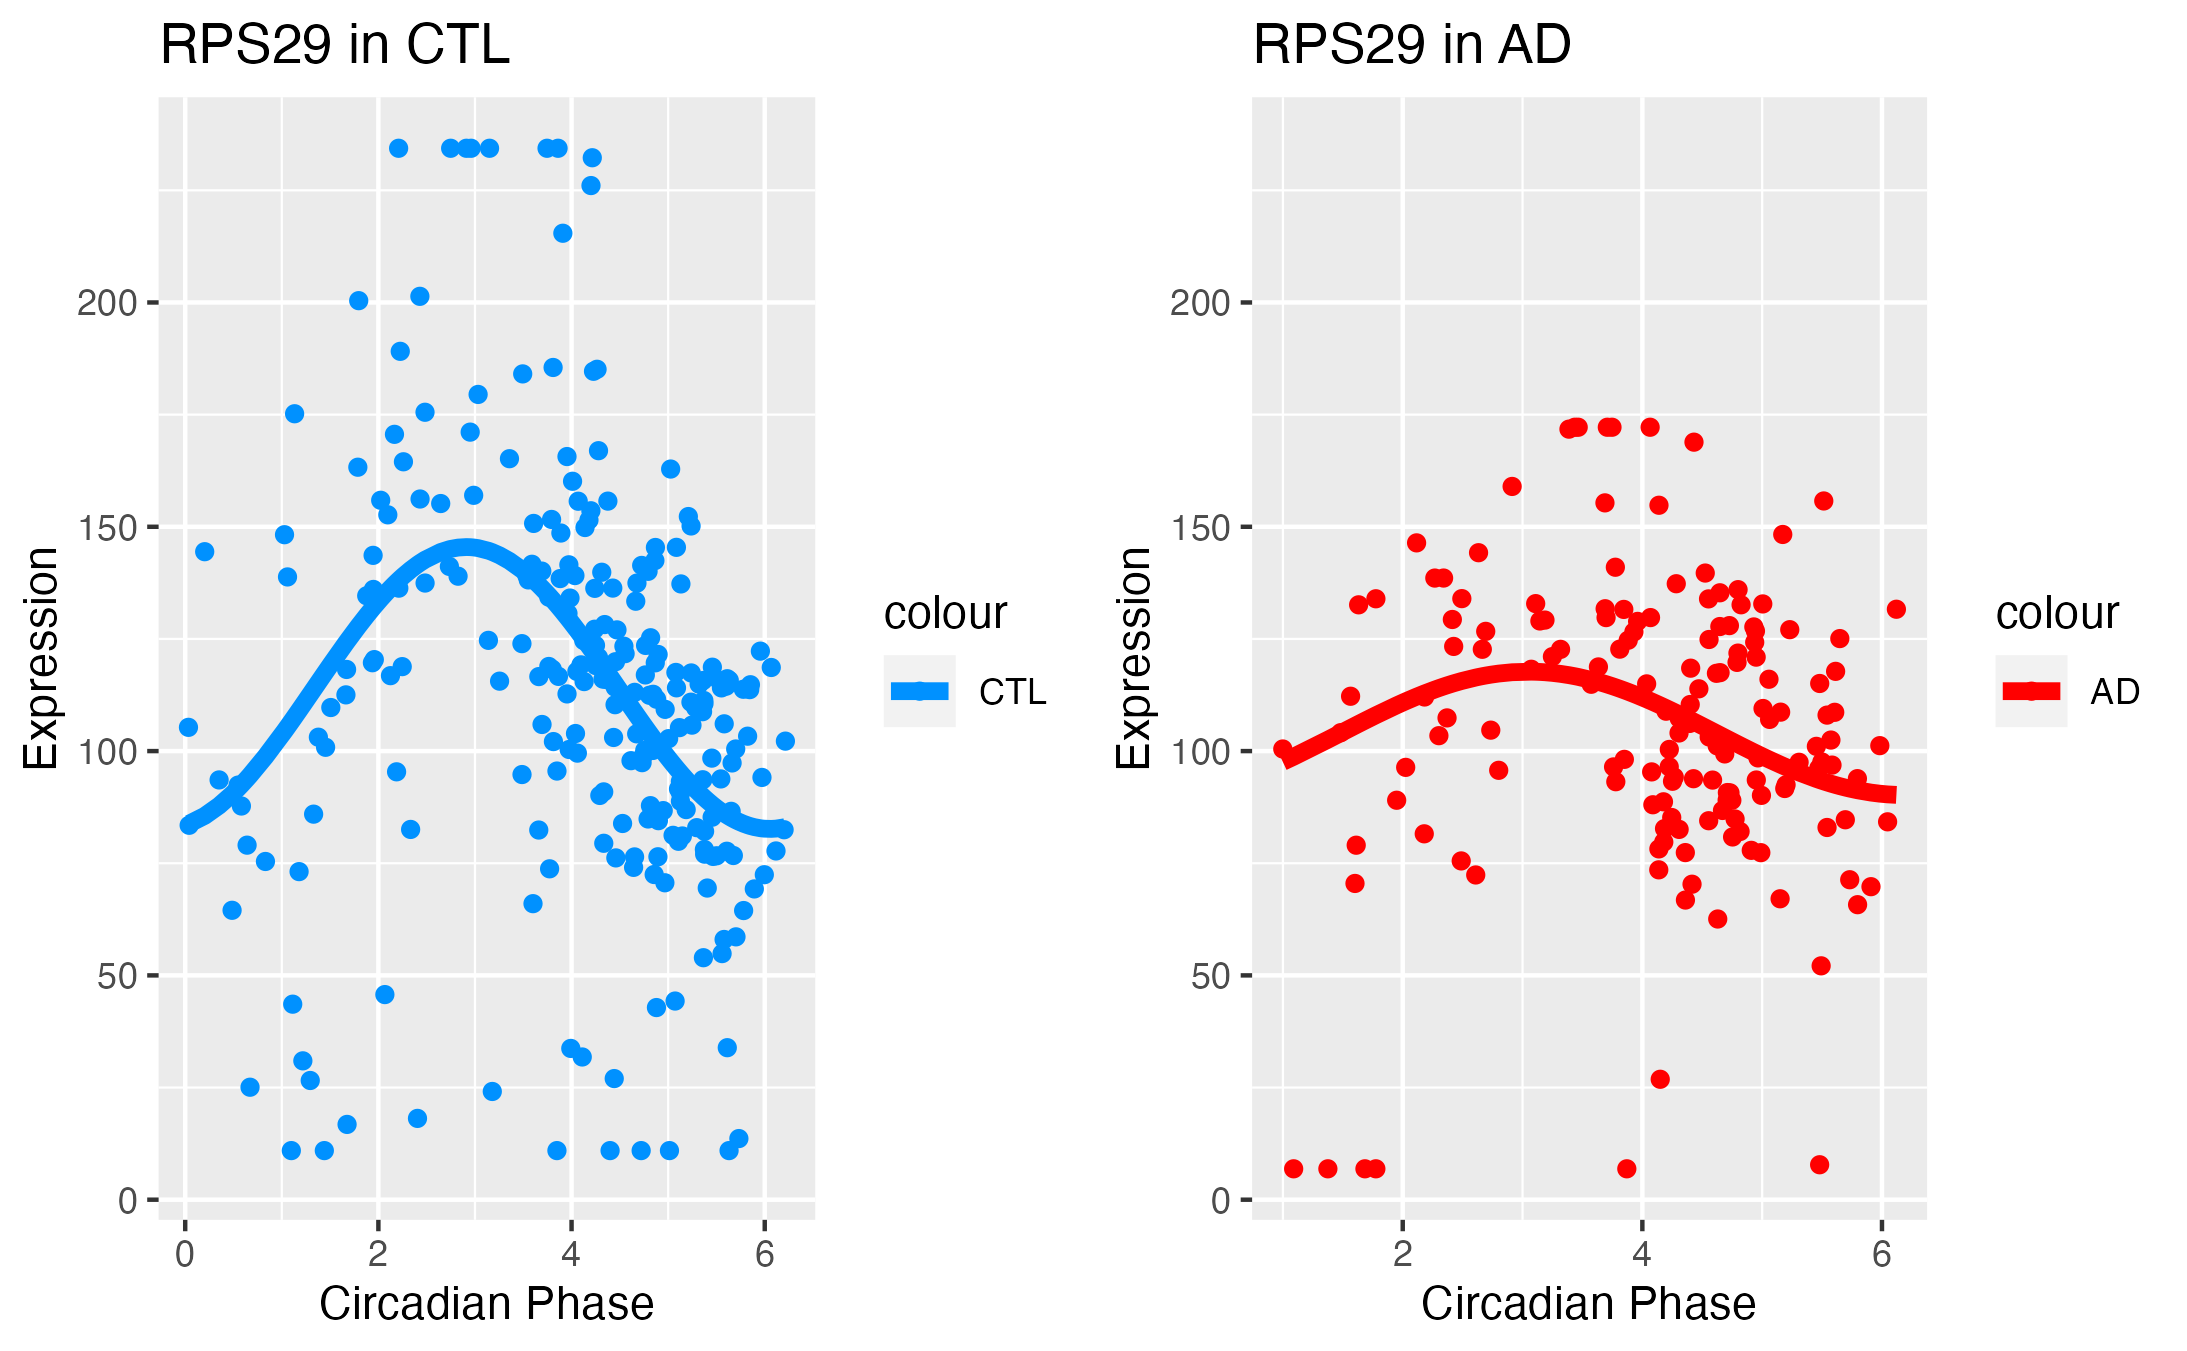 RPS29 in CTL
Expression
200
150
100
50
0
0 2 4 6
Circadian Phase
colour
CTL
RPS29 in AD
Expression
200
150
100
50
0
2 4 6
Circadian Phase
colour
AD